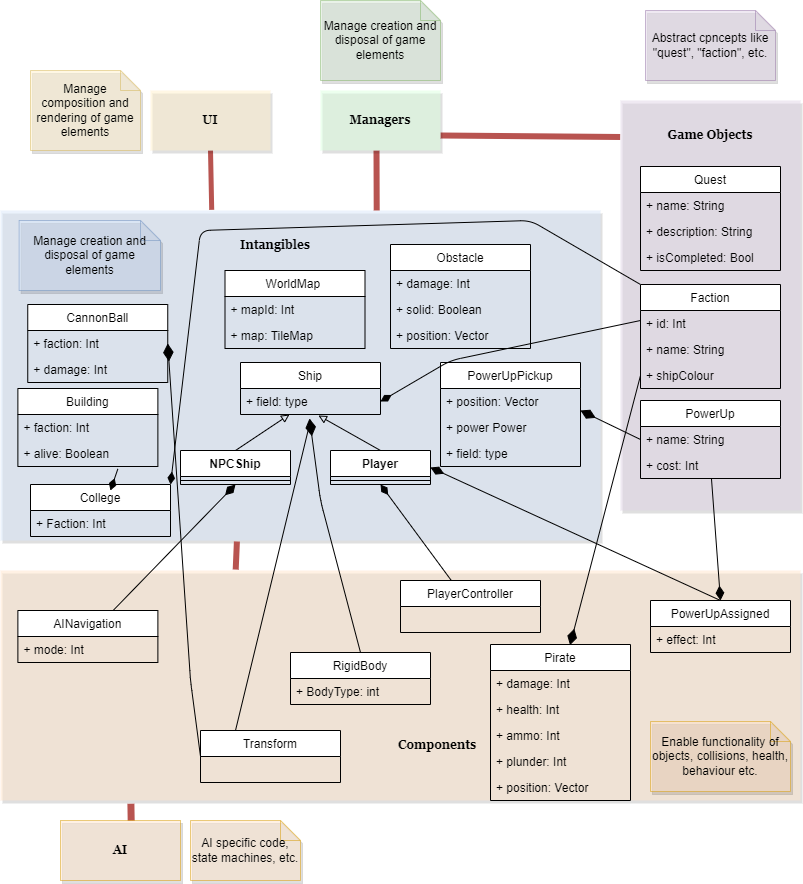 Manage creation and
disposal of game
elements
Abstract cpncepts like
"quest", "faction", etc.
Manage
composition and
rendering of game
elements
UI
Managers
Game Objects
Quest
+ name: String
+ description: String
+ isCompleted: Bool
Manage creation and
disposal of game
elements
Intangibles
Obstacle
+ damage: Int
+ solid: Boolean
+ position: Vector
WorldMap
+ mapId: Int
+ map: TileMap
Faction
+ id: Int
+ name: String
+ shipColour
CannonBall
+ faction: Int
+ damage: Int
Ship
+ field: type
PowerUpPickup
+ position: Vector
+ power Power
+ field: type
Building
+ faction: Int
+ alive: Boolean
PowerUp
+ name: String
+ cost: Int
NPCShip
Player
College
+ Faction: Int
PlayerController
AINavigation
+ mode: Int
PowerUpAssigned
+ effect: Int
RigidBody
+ BodyType: int
Pirate
+ damage: Int
+ health: Int
+ ammo: Int
+ plunder: Int
+ position: Vector
Transform
Components
Enable functionality of
objects, collisions, health,
behaviour etc.
AI
AI specific code,
state machines, etc.